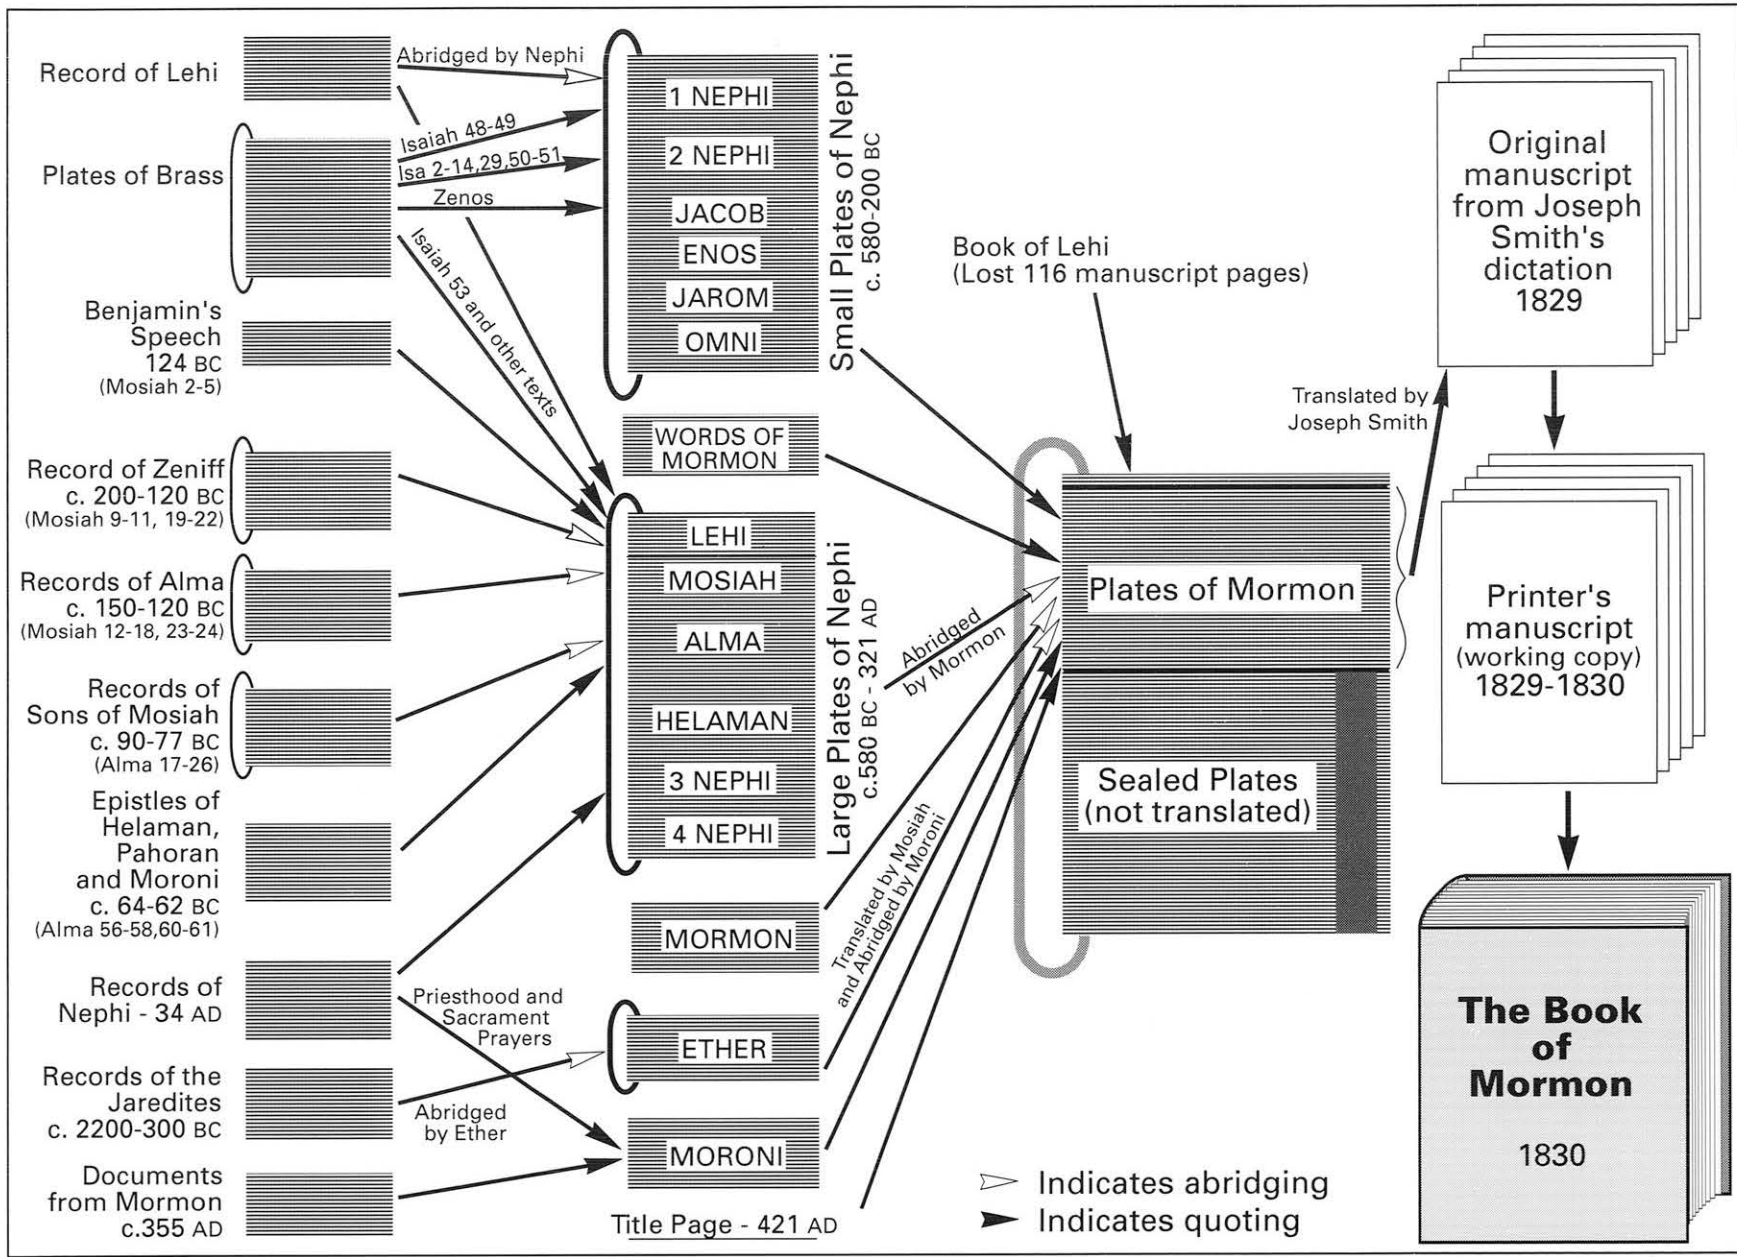 Record of Lehi
Plates of Brass
Benjamin's
Speech
124 BC
(Mosiah 2-5)
Record of Zeniff
c. 200-120 BC
(Mosiah 9-11, 19-22)
Records of Alma
c. 150-120 BC
(Mosiah 12-18, 23-24)
Records of
Sons of Mosiah
c. 90-77 BC
(Alma 17-26)
Epistles of
Helaman,
Pahoran
and Moroni
c. 64-62 BC
(Alma 56-58,60-61)
Records of
Nephi - 34 AD
Records of the
Jaredites
c. 2200-300 BC
Documents
from Mormon
c.355 AD
Abridged by Nephi
Isaiah 48-49
Isa 2-14,29,50-51
Zenos
Isaiah 53 and other texts
Priesthood and
Sacrament
Prayers
Abridged
by Ether
1 NEPHI
2 NEPHI
JACOB
ENOS
JAROM
OMNI
Small Plates of Nephi
c. 580-200 BC
WORDS OF
MORMON
LEHI
MOSIAH
ALMA
HELAMAN
3 NEPHI
4 NEPHI
Large Plates of Nephi
c.580 BC - 321 AD
MORMON
ETHER
MORONI
Title Page - 421 AD
Abridged
by Mormon
Translated by Mosiah
and Abridged by Moroni
Book of Lehi
(Lost 116 manuscript pages)
Plates of Mormon
Sealed Plates
(not translated)
Indicates abridging
Indicates quoting
Translated by
Joseph Smith
Original
manuscript
from Joseph
Smith's
dictation
1829
Printer's
manuscript
(working copy)
1829-1830
The Book
of
Mormon
1830